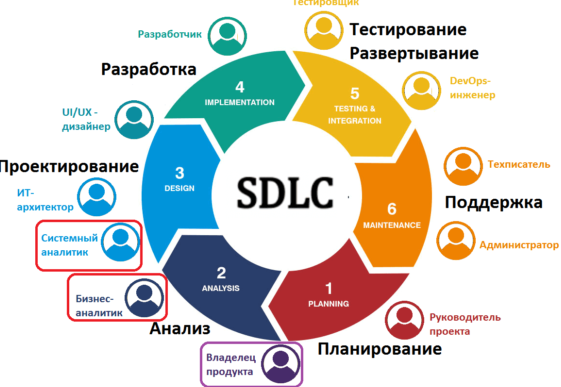 Тестировщик
Разработчик
Тестирование
Развертывание
Разработка
4
IMPLEMENTATION
5
TESTING &
INTEGRATION
DevOps-
инженер
UI/UX -
дизайнер
Проектирование
3
DESIGN
SDLC
Техписатель
ИТ-
архитектор
Поддержка
6
MAINTENANCE
Системный
аналитик
Администратор
2
ANALYSIS
1
PLANNING
Бизнес-
аналитик
Руководитель
проекта
Анализ
Планирование
Владелец
продукта